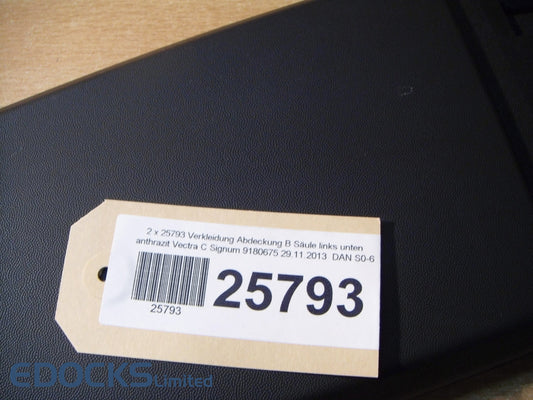 2 x 25793 Verkleidung Abdeckung B Säule links unten
anthrazit Vectra C Signum 9180675 29.11.2013 DAN S0-6
25793
25793
EDOCKS Limited